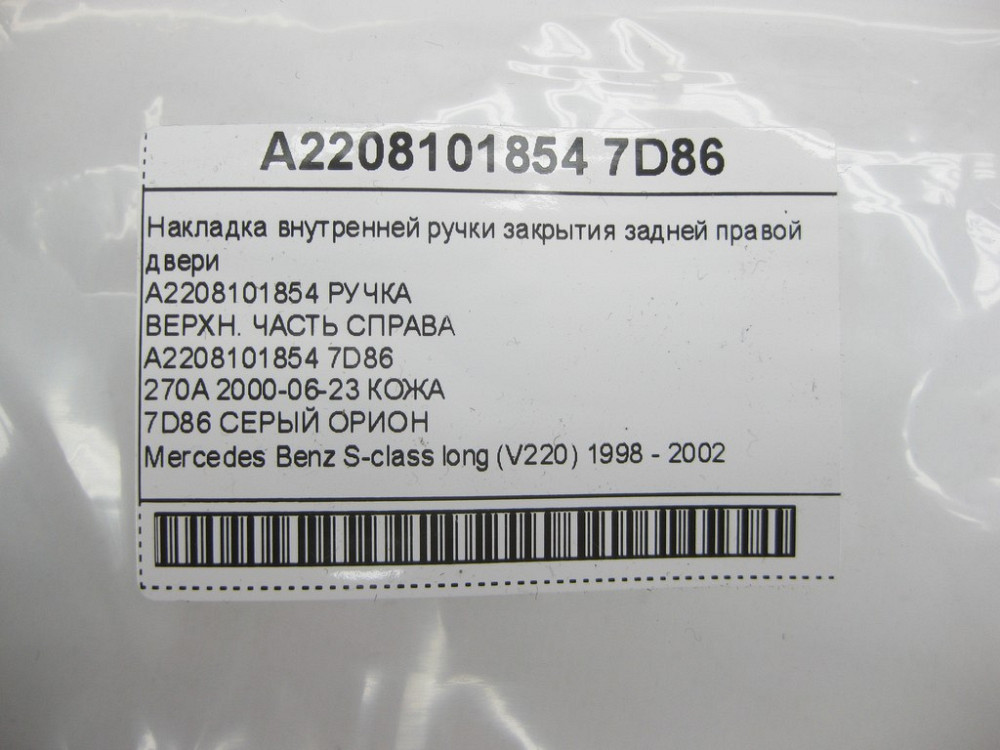 A2208101854 7D86
Накладка внутренней ручки закрытия задней правой
двери
A2208101854 РУЧКА
ВЕРХН. ЧАСТЬ СПРАВА
A2208101854 7D86
270A 2000-06-23 КОЖА
7D86 СЕРЫЙ ОРИОН
Mercedes Benz S-class long (V220) 1998 - 2002